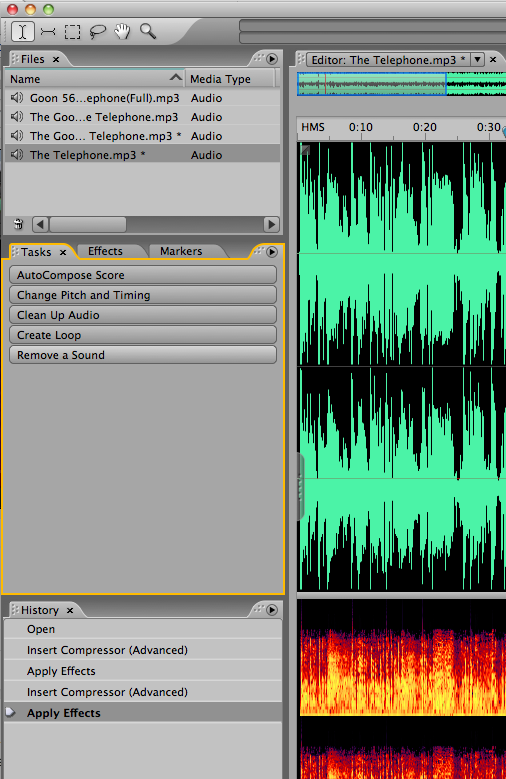 Files ×
Editor: The Telephone.mp3 * ▼ ×
Name Media Type
Goon 56...ephone(Full).mp3 Audio
The Goo...e Telephone.mp3 Audio
The Goo... Telephone.mp3 * Audio
The Telephone.mp3 * Audio
HMS 0:10 0:20 0:30
Tasks × Effects Markers
AutoCompose Score
Change Pitch and Timing
Clean Up Audio
Create Loop
Remove a Sound
History ×
Open
Insert Compressor (Advanced)
Apply Effects
Insert Compressor (Advanced)
Apply Effects